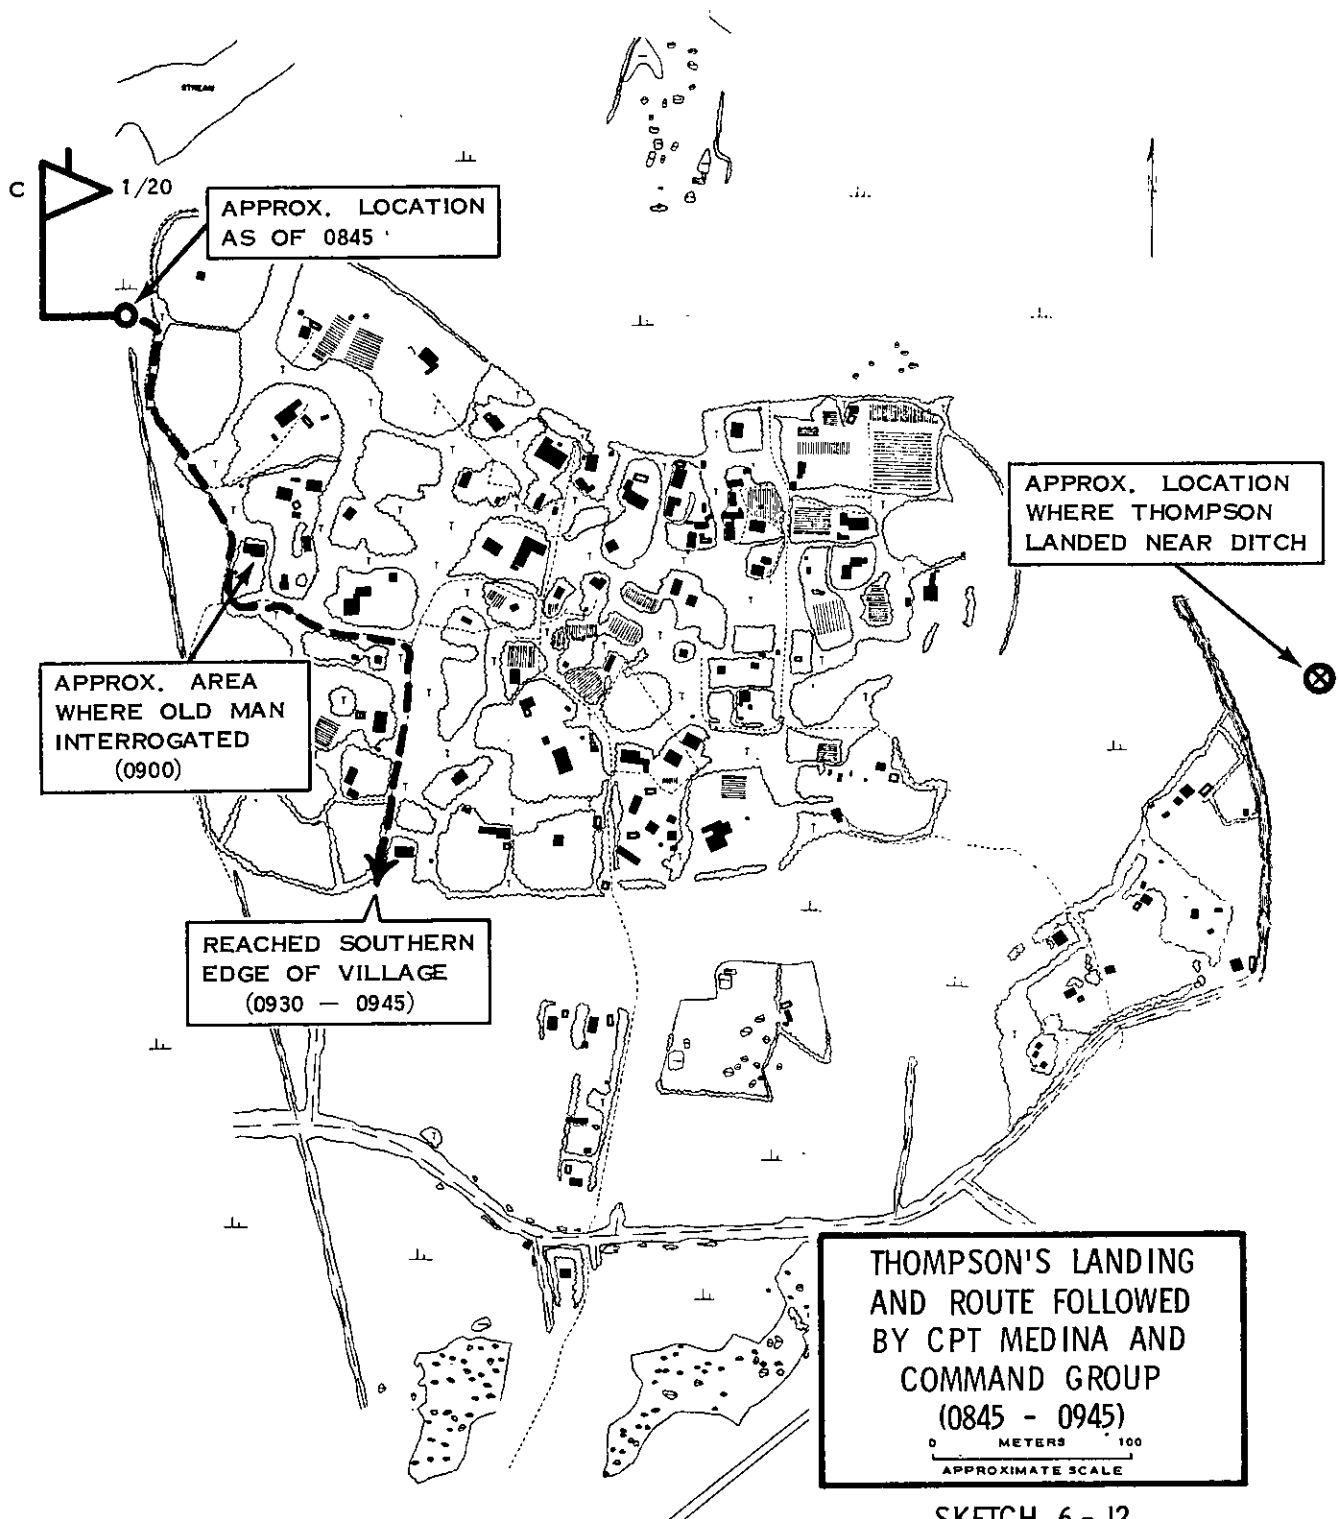 STREAM
C
1/20
APPROX. LOCATION
AS OF 0845
APPROX. LOCATION
WHERE THOMPSON
LANDED NEAR DITCH
APPROX. AREA
WHERE OLD MAN
INTERROGATED
(0900)
REACHED SOUTHERN
EDGE OF VILLAGE
(0930 — 0945)
THOMPSON'S LANDING
AND ROUTE FOLLOWED
BY CPT MEDINA AND
COMMAND GROUP
(0845 - 0945)
0 METERS 100
APPROXIMATE SCALE
SKETCH 6-12